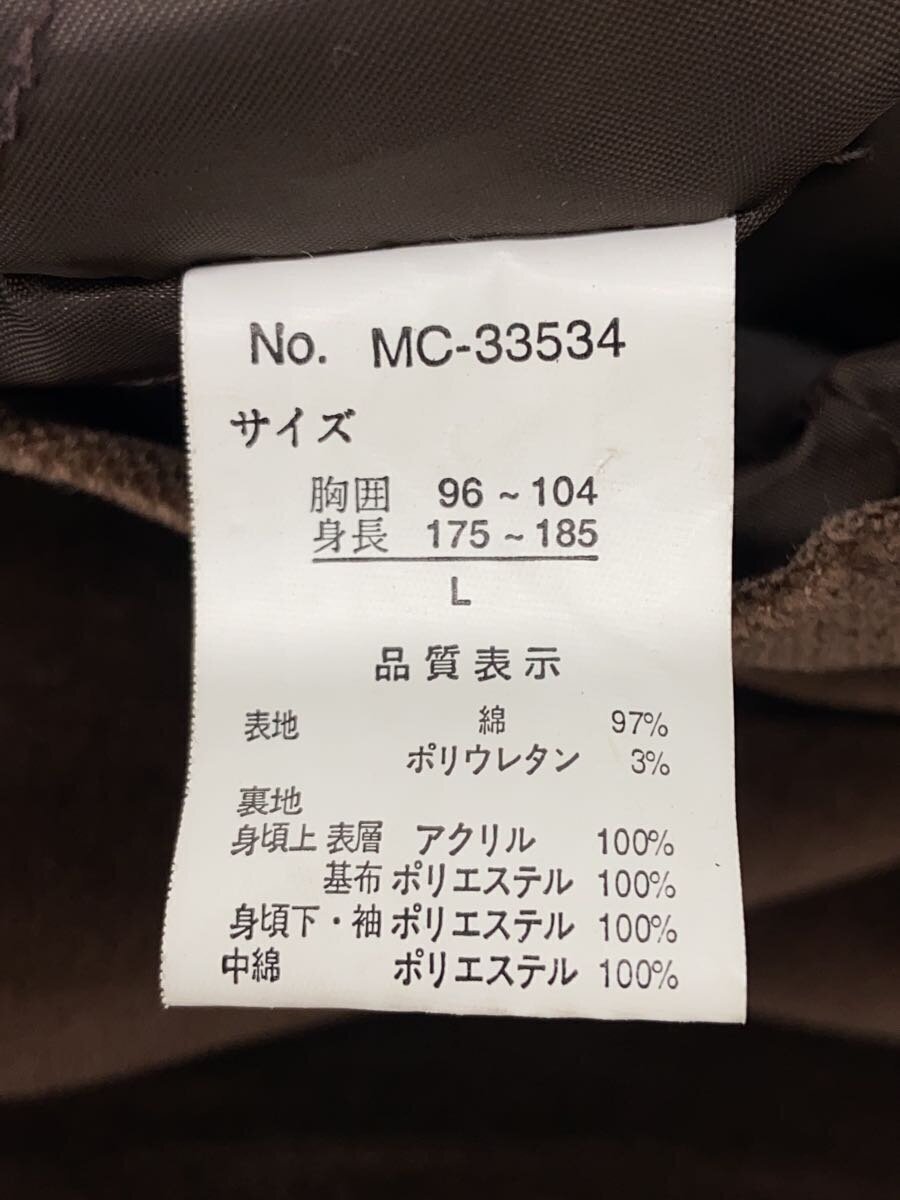 No. MC-33534
サイズ
胸囲 96~104
身長 175~185
L
品質表示
表地 綿 97%
ポリウレタン 3%
裏地
身頃上 表層 アクリル 100%
基布 ポリエステル 100%
身頃下・袖 ポリエステル 100%
中綿 ポリエステル 100%